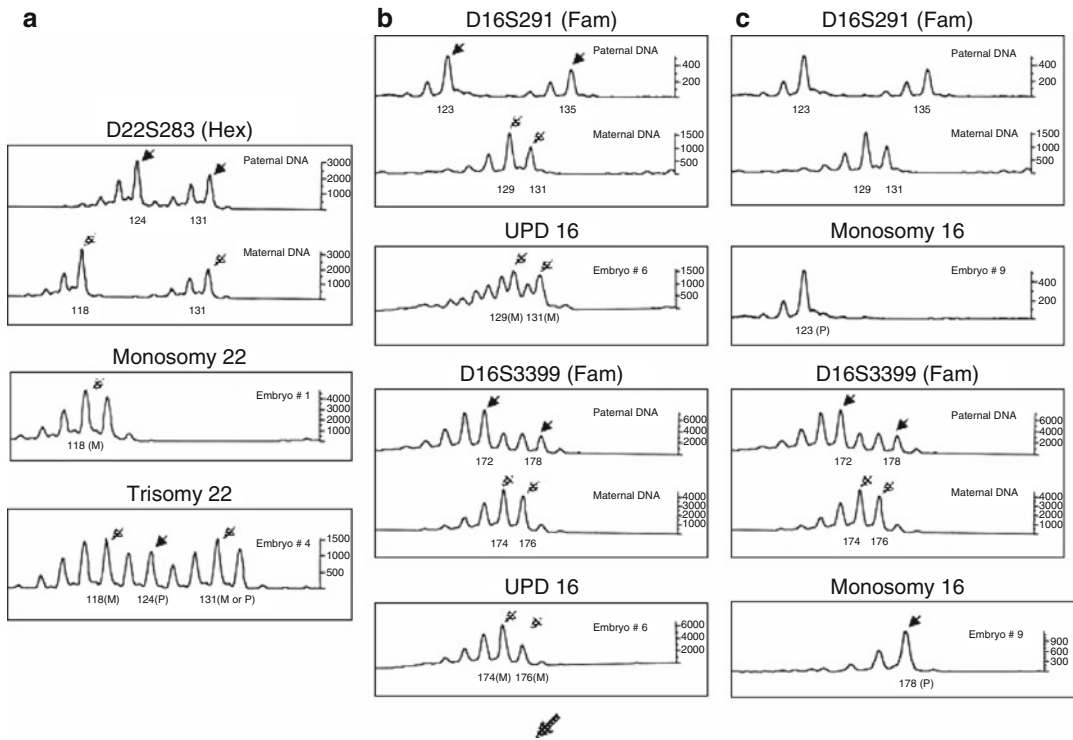 a
D22S283 (Hex)
Paternal DNA
3000
2000
1000
124 131
Maternal DNA
3000
2000
1000
118 131
Monosomy 22
Embryo # 1
4000
3000
2000
1000
118 (M)
Trisomy 22
Embryo # 4
1500
1000
500
118(M) 124(P) 131(M or P)
b
D16S291 (Fam)
Paternal DNA
400
200
123 135
Maternal DNA
1500
1000
500
129 131
UPD 16
Embryo # 6
1500
1000
500
129(M) 131(M)
D16S3399 (Fam)
Paternal DNA
6000
4000
2000
172 178
Maternal DNA
4000
3000
2000
1000
174 176
UPD 16
Embryo # 6
6000
4000
2000
174(M) 176(M)
c
D16S291 (Fam)
Paternal DNA
400
200
123 135
Maternal DNA
1500
1000
500
129 131
Monosomy 16
Embryo # 9
400
200
123 (P)
D16S3399 (Fam)
Paternal DNA
6000
4000
2000
172 178
Maternal DNA
4000
3000
2000
1000
174 176
Monosomy 16
Embryo # 9
900
600
300
178 (P)